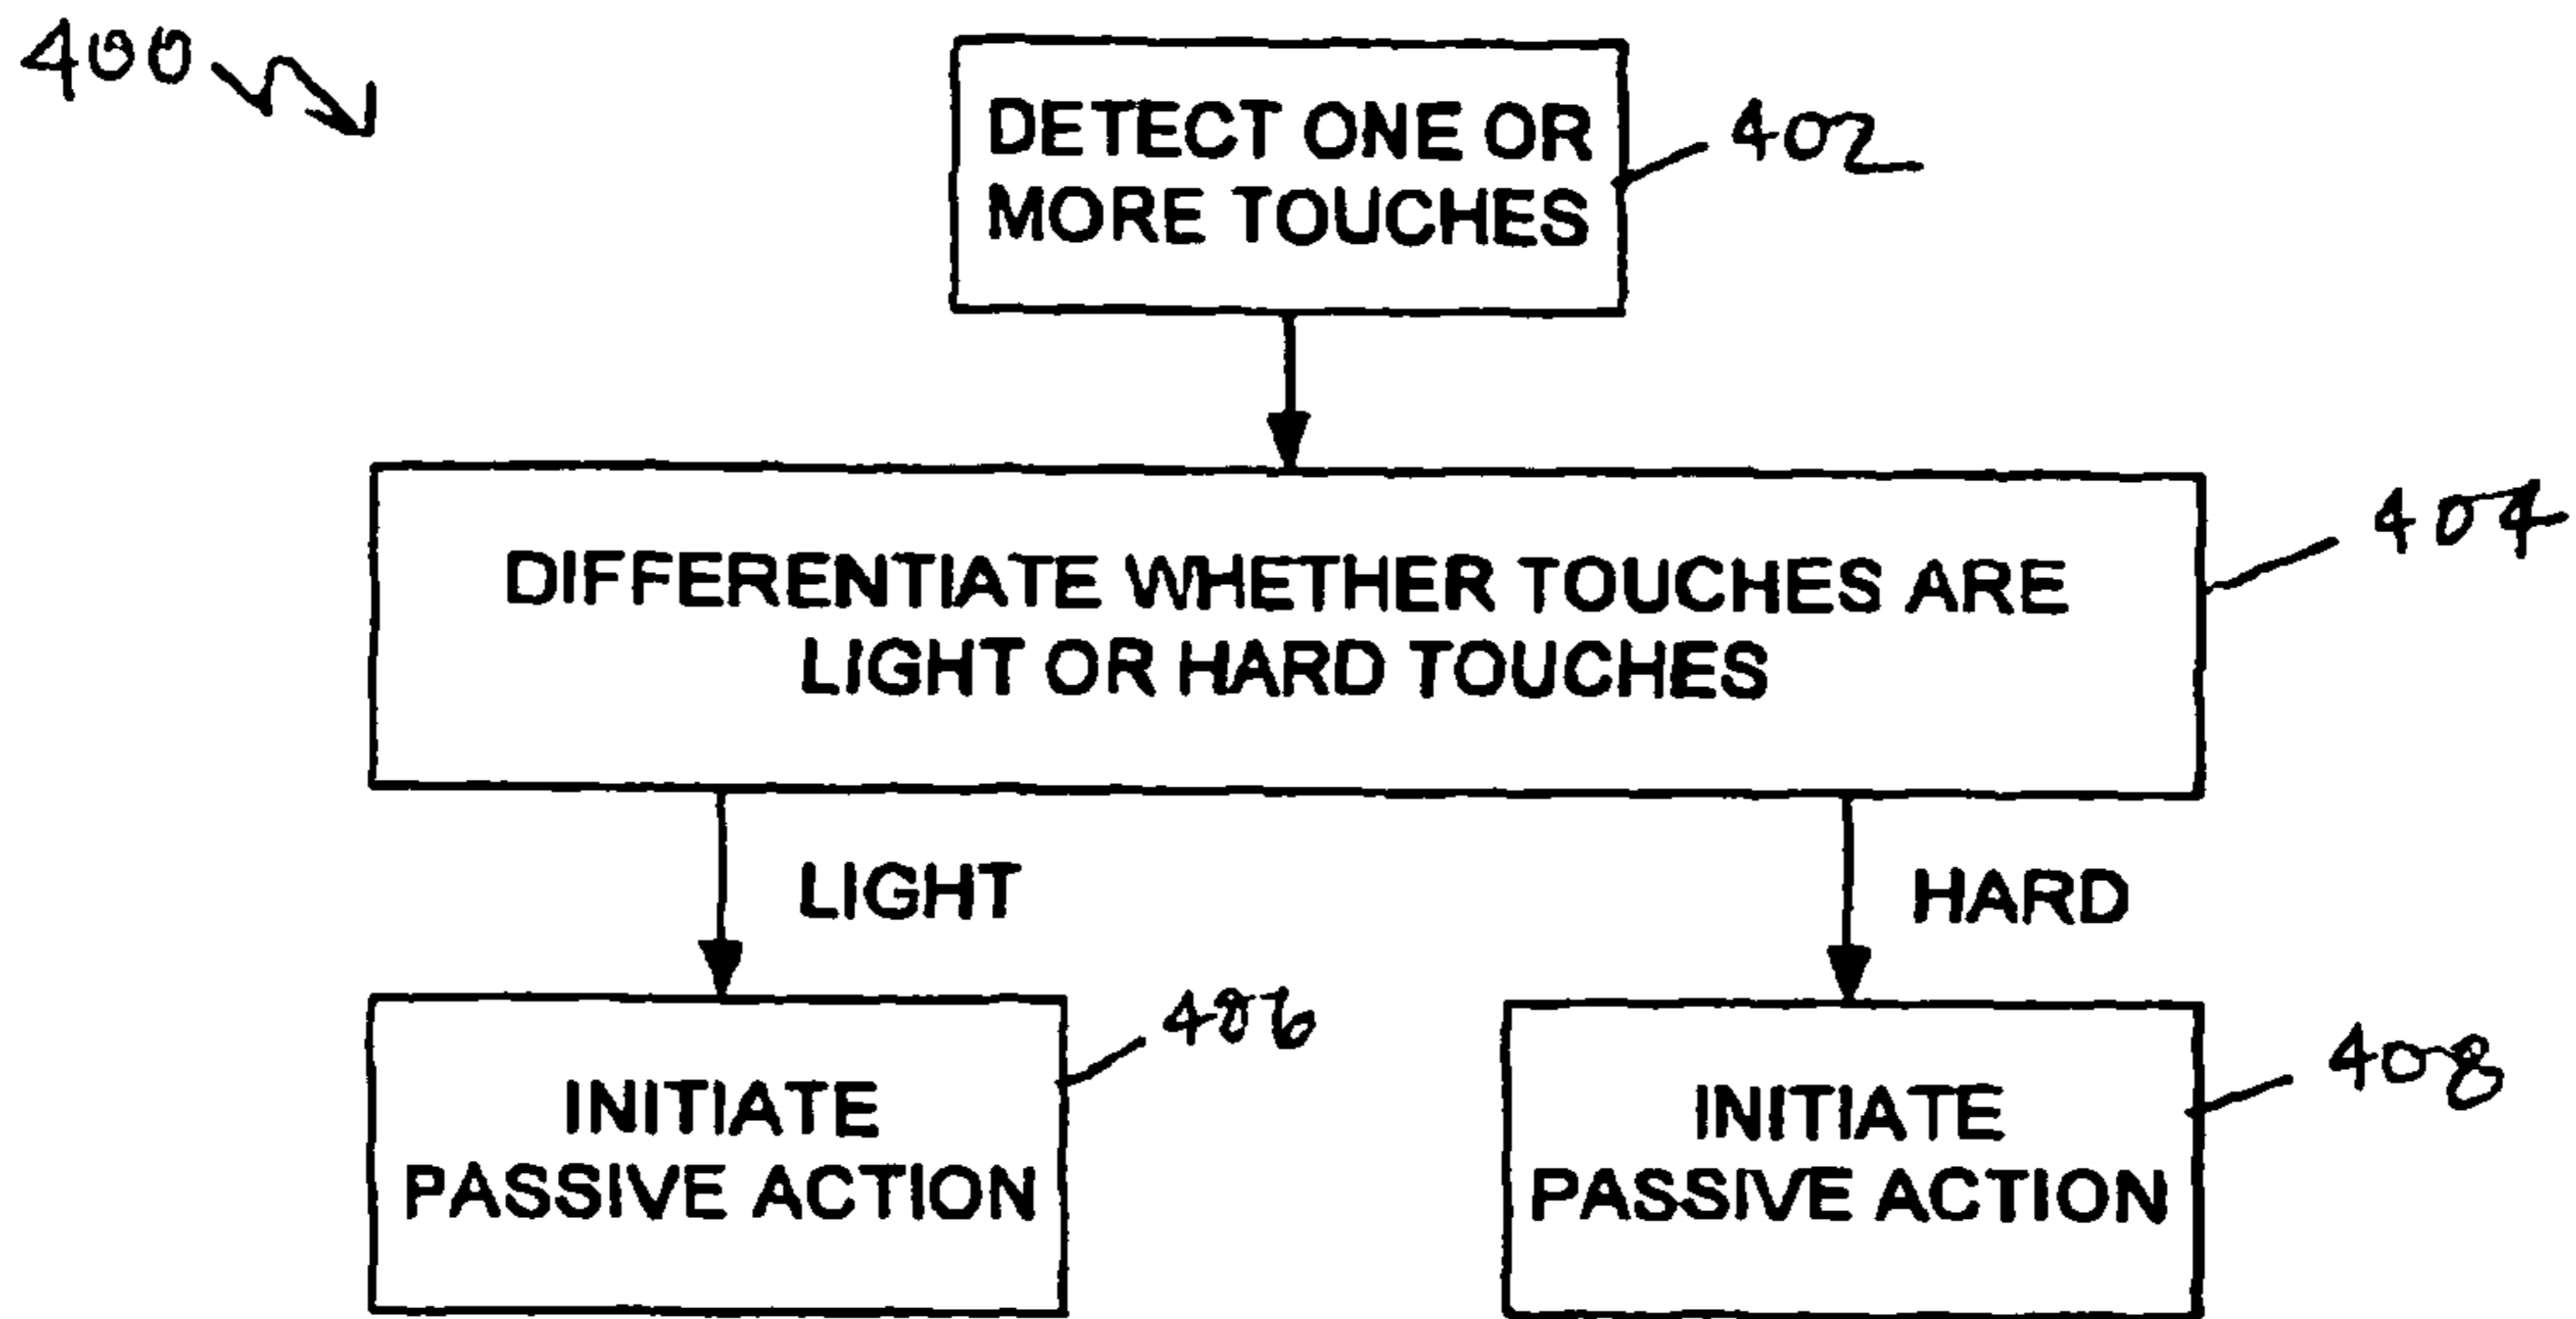 400
DETECT ONE OR
MORE TOUCHES
402
DIFFERENTIATE WHETHER TOUCHES ARE
LIGHT OR HARD TOUCHES
404
LIGHT
HARD
INITIATE
PASSIVE ACTION
406
INITIATE
PASSIVE ACTION
408